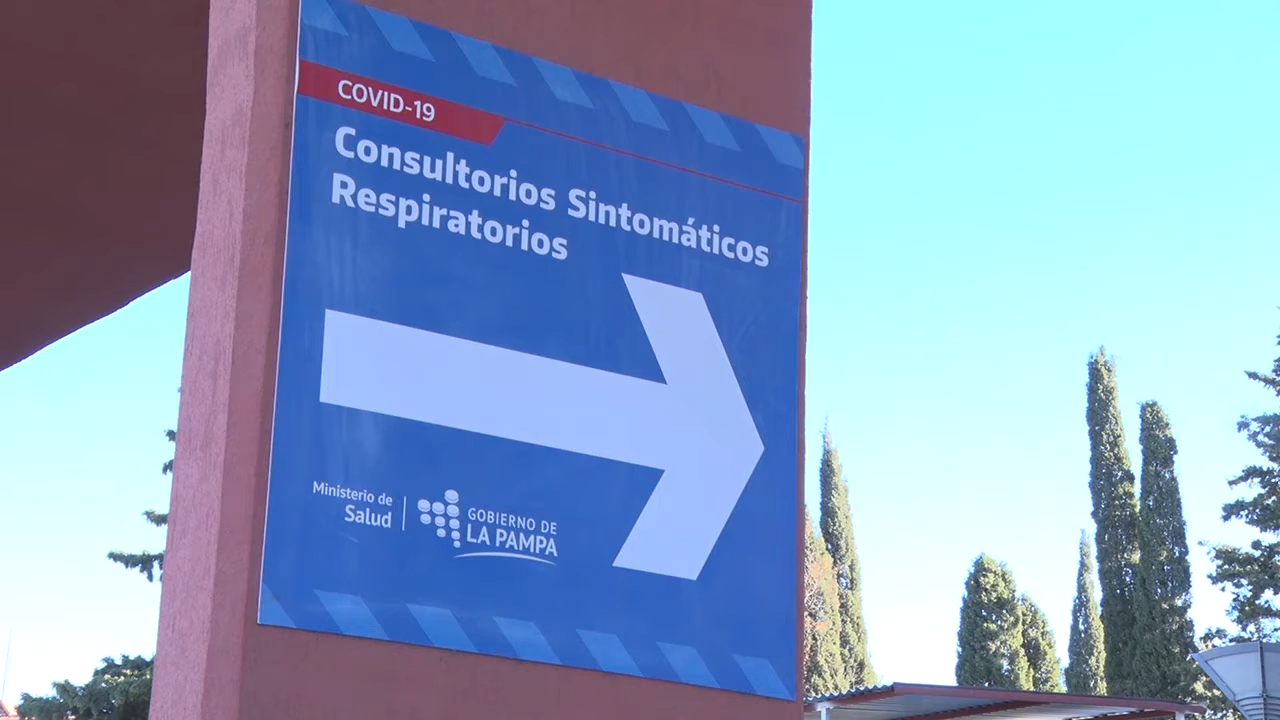 COVID-19
Consultorios Sintomáticos
Respiratorios
Ministerio de
Salud
GOBIERNO DE
LA PAMPA